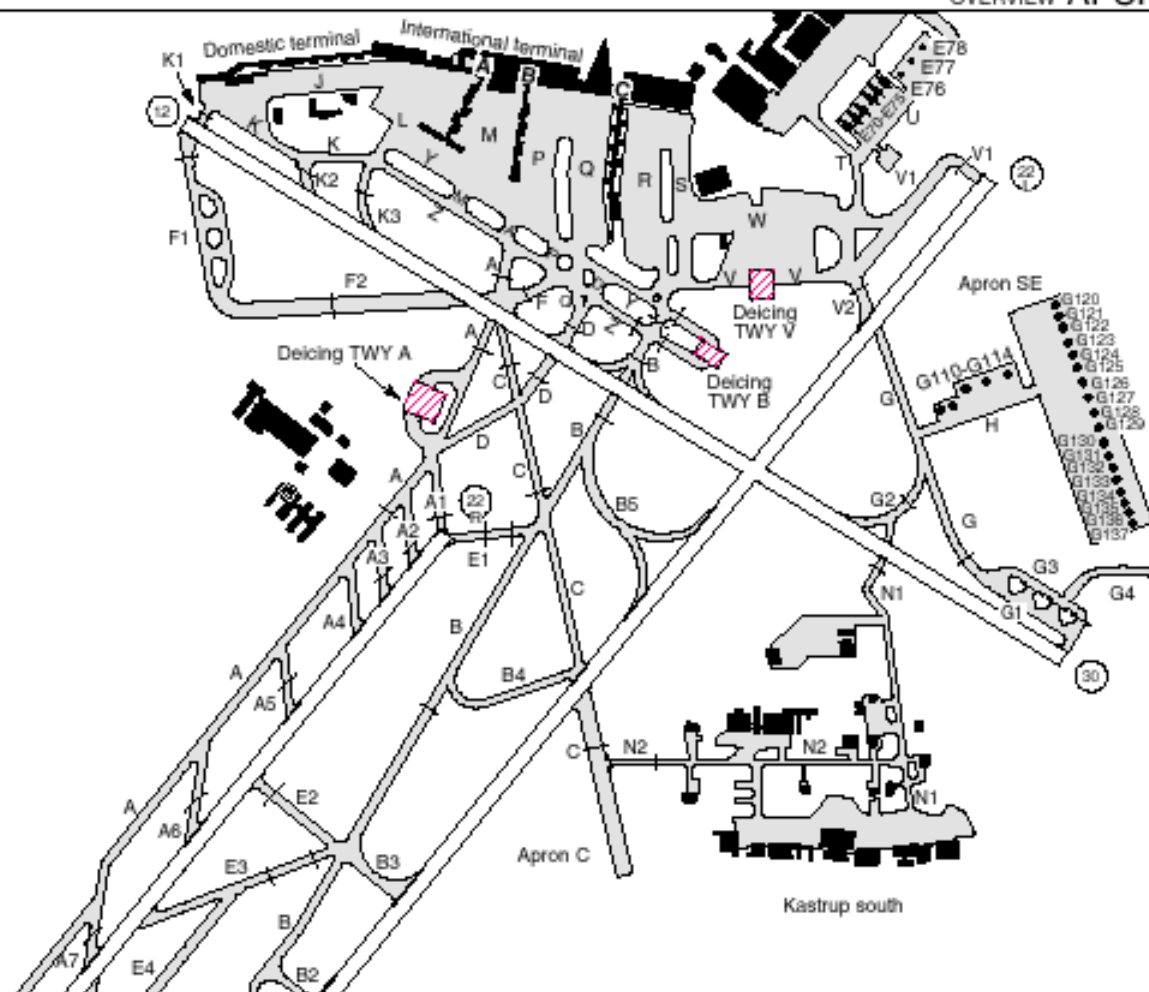 Domestic terminal
International terminal
K1
12
J
A
B
C
K
K
L
M
P
Q
R
S
T
U
E78
E77
E76
E70-E75
V1
V1
22
L
K2
K3
Y
M
Z
F1
F2
A
F
Q
D
Y
Z
W
V
V
V2
Deicing
TWY V
Deicing
TWY B
Deicing TWY A
Apron SE
G120
G121
G122
G123
G124
G125
G126
G127
G128
G129
G130
G131
G132
G133
G134
G135
G136
G137
G110-G114
H
G
G
G2
G3
G1
G4
30
A
C
D
D
B
B
C
B5
A
A1
22
R
A2
A3
E1
A4
C
N1
B
A
A5
B4
C
N2
N2
N1
A
A6
E2
E3
B3
Apron C
Kastrup south
B
A7
E4
B2